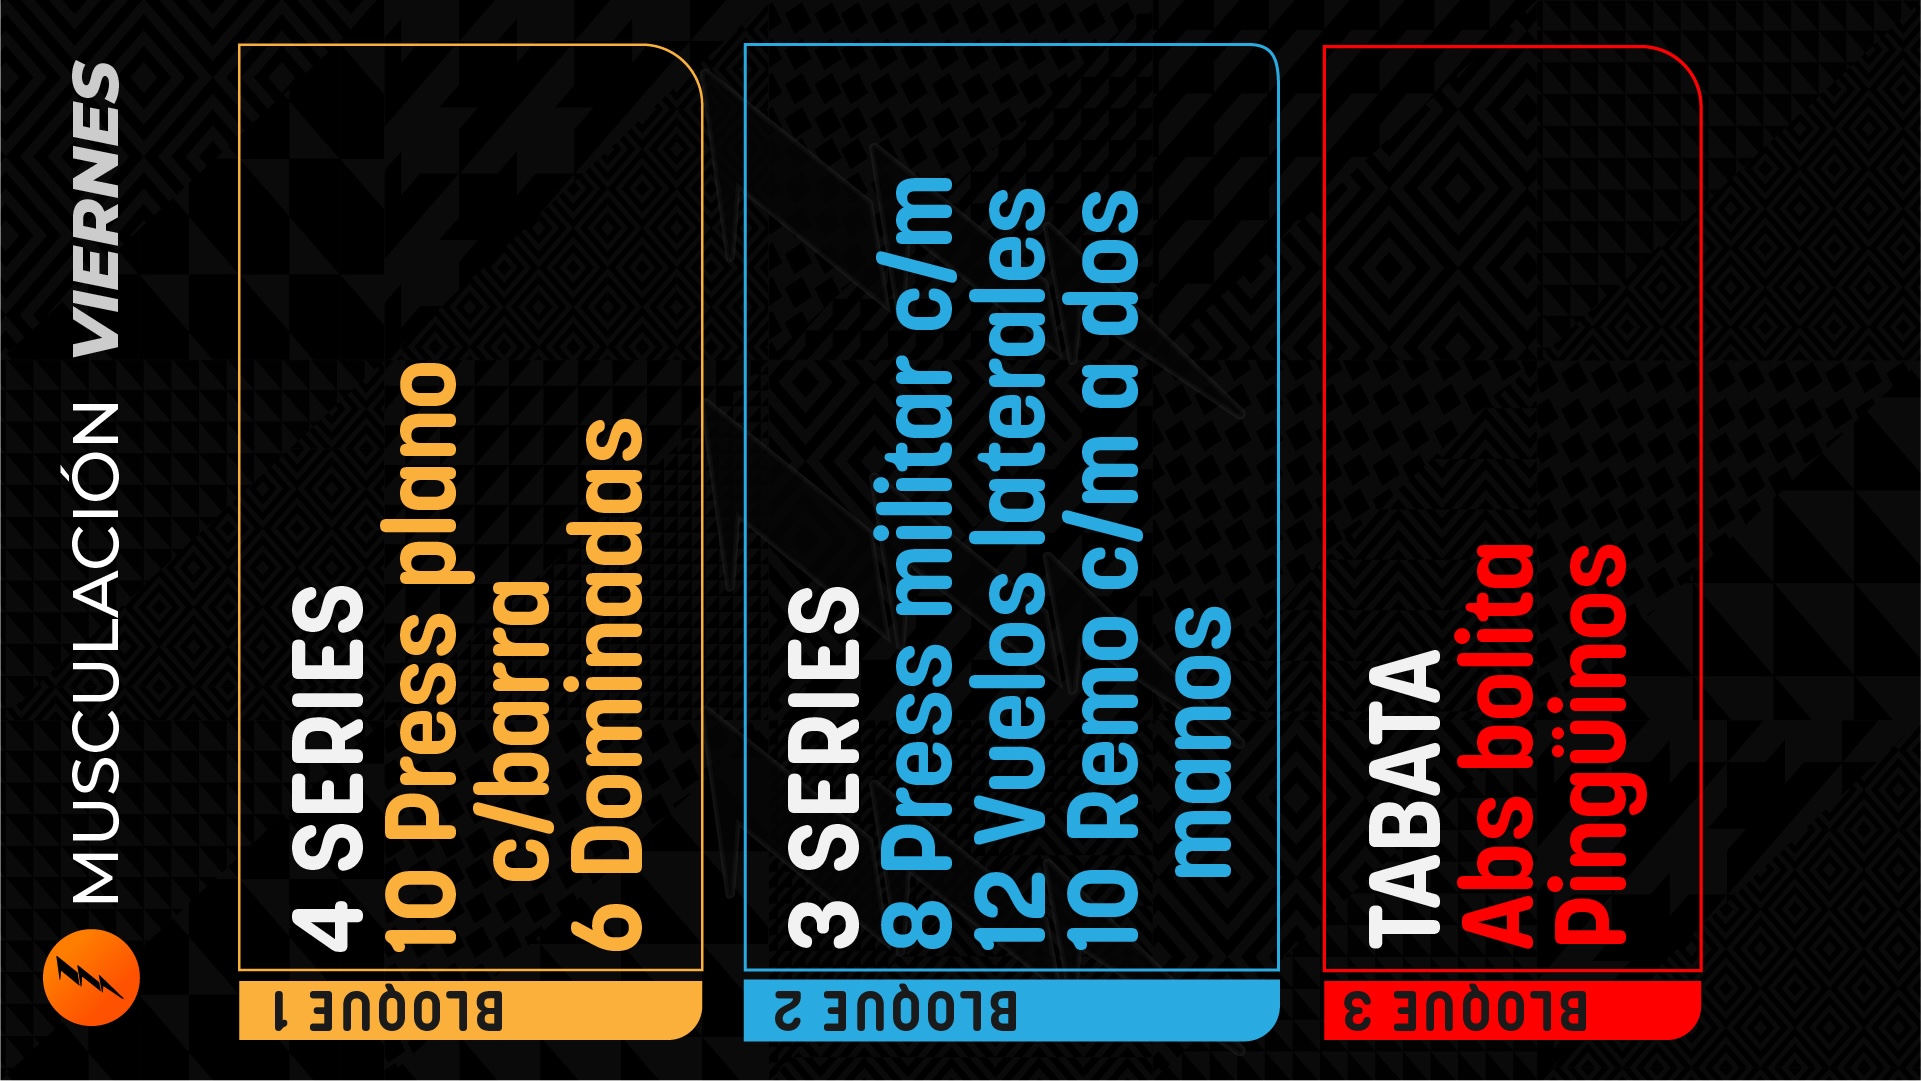 MUSCULACIÓN VIERNES
BLOQUE 1
4 SERIES
10 Press plano
c/barra
6 Dominadas
BLOQUE 2
3 SERIES
8 Press militar c/m
12 Vuelos laterales
10 Remo c/m a dos
manos
BLOQUE 3
TABATA
Abs bolita
Pingüinos